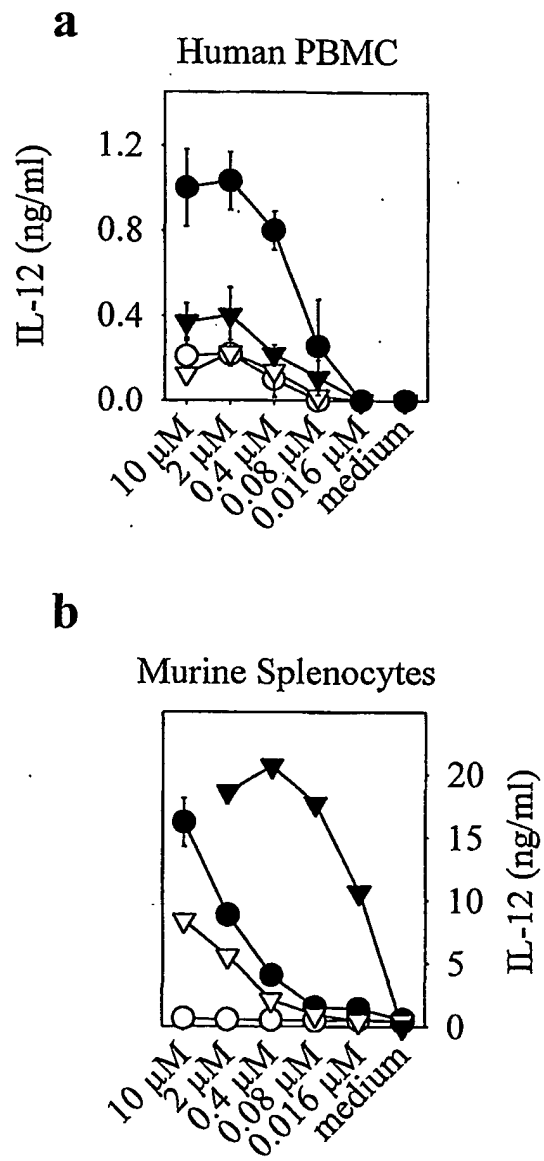 a
Human PBMC
IL-12 (ng/ml)
1.2
0.8
0.4
0.0
10 µM
2 µM
0.4 µM
0.08 µM
0.016 µM
medium
b
Murine Splenocytes
20
15
10
5
0
IL-12 (ng/ml)
10 µM
2 µM
0.4 µM
0.08 µM
0.016 µM
medium